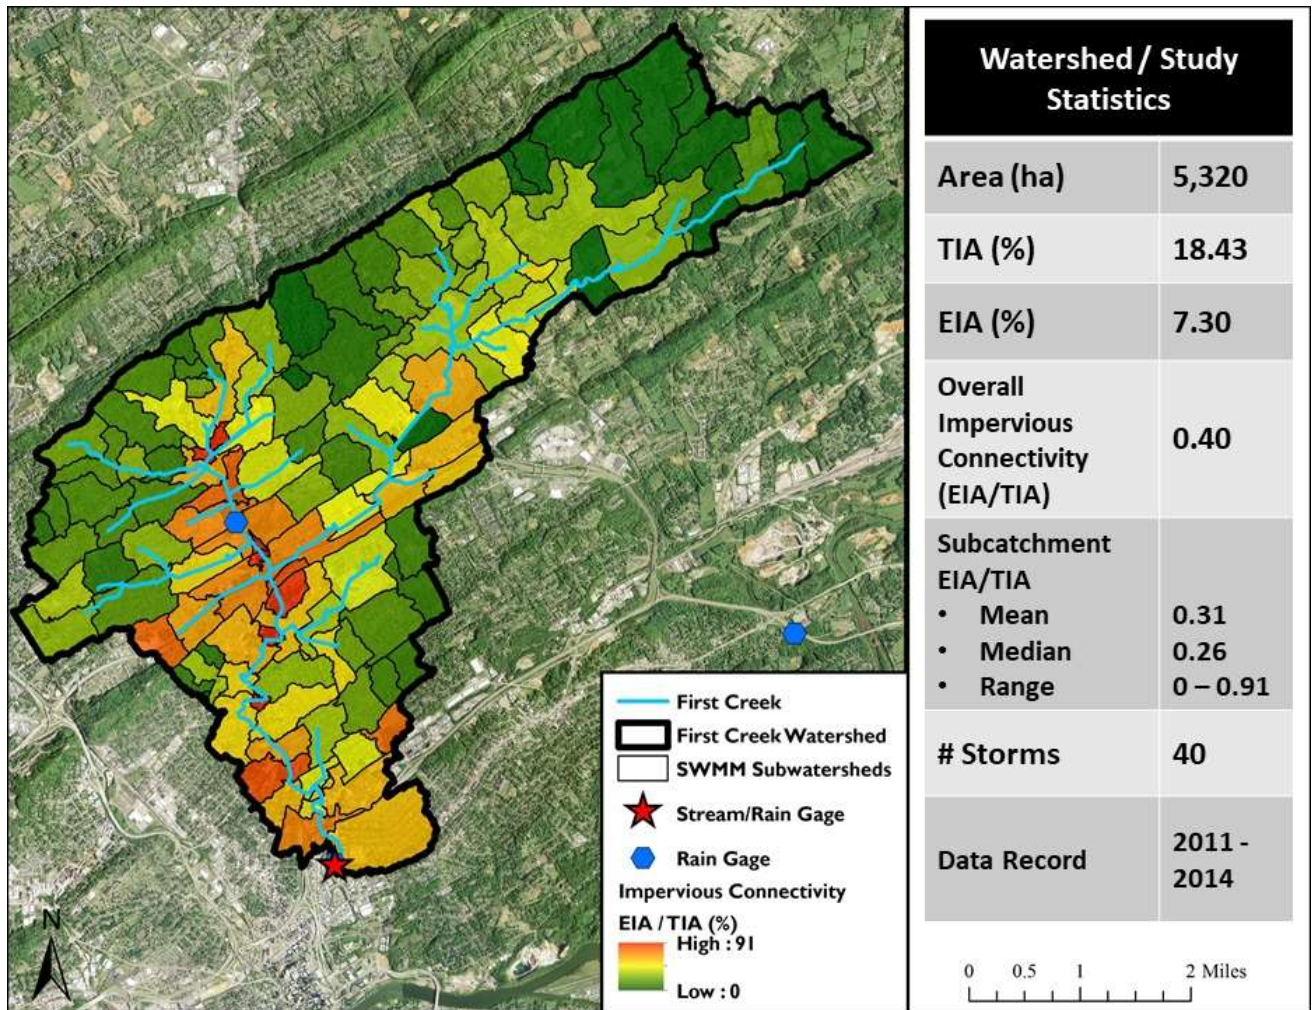 Watershed / Study
Statistics
Area (ha) 5,320
TIA (%) 18.43
EIA (%) 7.30
Overall
Impervious
Connectivity
(EIA/TIA)
0.40
Subcatchment
EIA/TIA
• Mean 0.31
• Median 0.26
• Range 0 – 0.91
# Storms 40
Data Record
2011 -
2014
First Creek
First Creek Watershed
SWMM Subwatersheds
Stream/Rain Gage
Rain Gage
Impervious Connectivity
EIA / TIA (%)
High : 91
Low : 0
N
0 0.5 1 2 Miles